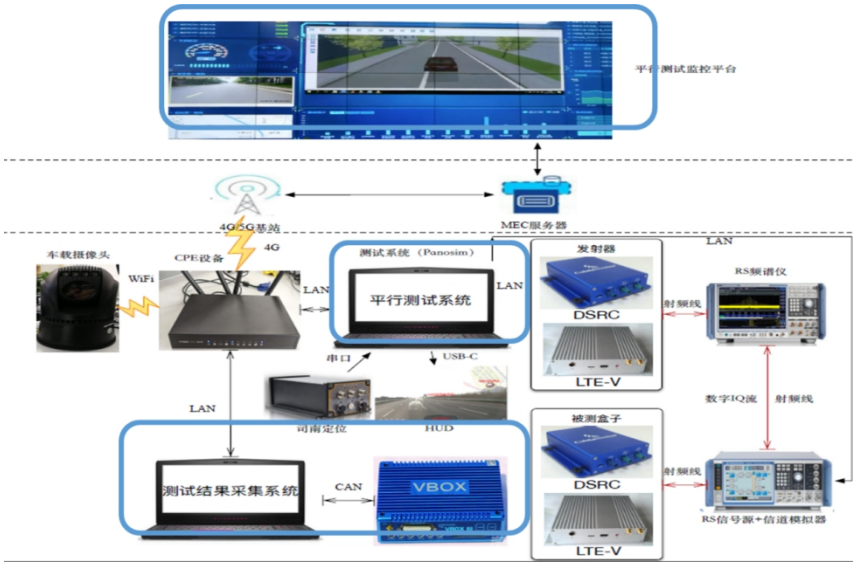 平行测试监控平台
4G/5G基站
MEC服务器
4G
LAN
车载摄像头
CPE设备
测试系统（Panosim）
发射器
RS频谱仪
WiFi
LAN
平行测试系统
LAN
DSRC
射频线
LTE-V
串口
USB-C
司南定位
HUD
数字IQ流
射频线
LAN
被测盒子
测试结果采集系统
CAN
VBOX
DSRC
射频线
LTE-V
RS信号源+信道模拟器